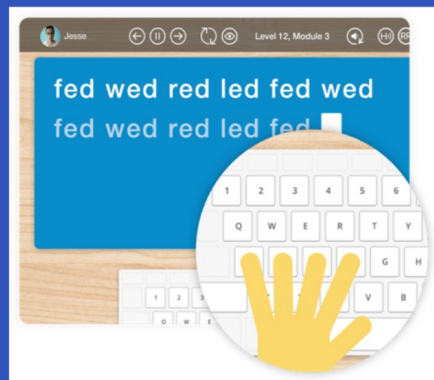 Jesse
Level 12, Module 3
fed wed red led fed wed
fed wed red led fed
1 2 3 4 5 6
Q W E R T Y
G H
V B
1 2 3
Q W E